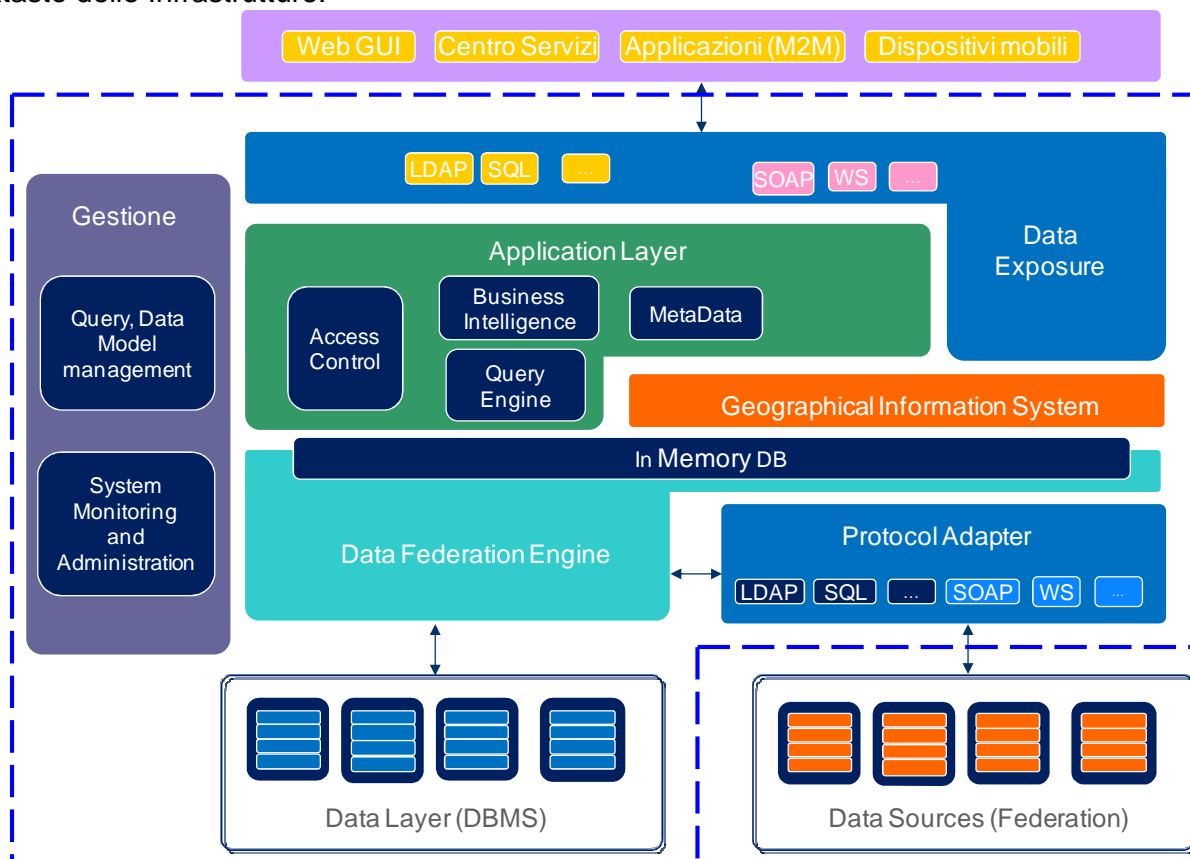 Web GUI
Centro Servizi
Applicazioni (M2M)
Dispositivi mobili
LDAP
SQL
...
SOAP
WS
...
Data
Exposure
Gestione
Query, Data
Model
management
System
Monitoring
and
Administration
Application Layer
Access
Control
Business
Intelligence
MetaData
Query
Engine
Geographical Information System
In Memory DB
Data Federation Engine
Protocol Adapter
LDAP
SQL
...
SOAP
WS
...
Data Layer (DBMS)
Data Sources (Federation)